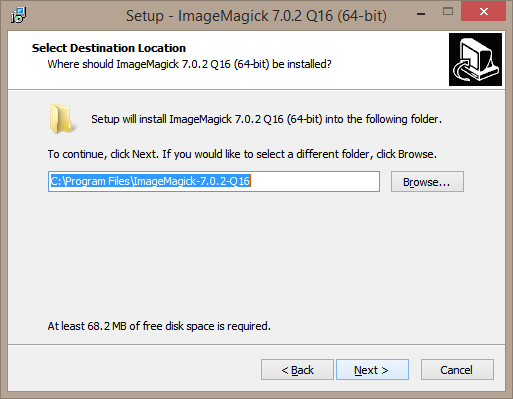 Setup - ImageMagick 7.0.2 Q16 (64-bit)
Select Destination Location
Where should ImageMagick 7.0.2 Q16 (64-bit) be installed?
Setup will install ImageMagick 7.0.2 Q16 (64-bit) into the following folder.
To continue, click Next. If you would like to select a different folder, click Browse.
C:\Program Files\ImageMagick-7.0.2-Q16
Browse...
At least 68.2 MB of free disk space is required.
< Back
Next >
Cancel